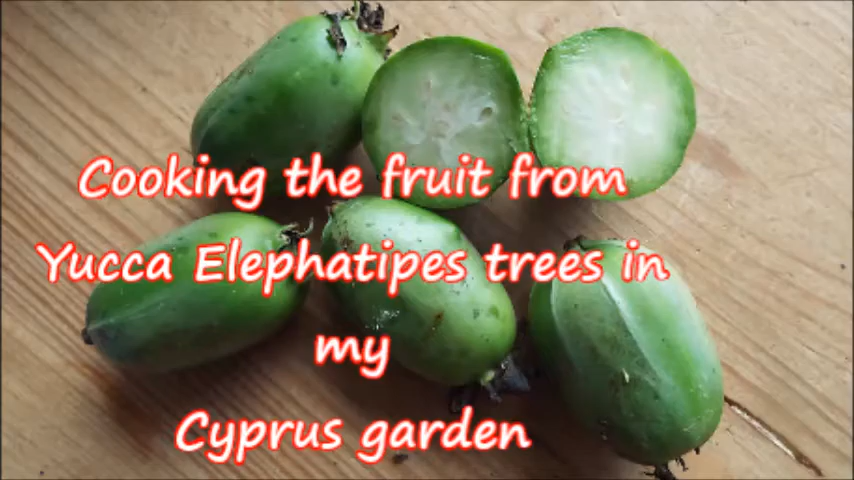 Cooking the fruit from
Yucca Elephatipes trees in
my
Cyprus garden